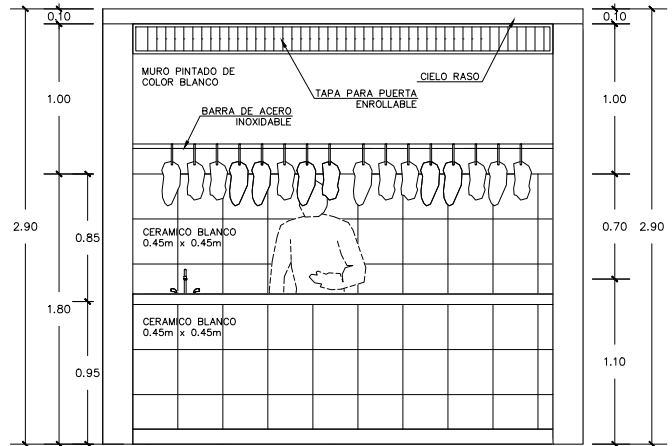 0.10
0.10
CIELO RASO
MURO PINTADO DE
COLOR BLANCO
TAPA PARA PUERTA
ENROLLABLE
1.00
1.00
BARRA DE ACERO
INOXIDABLE
2.90
0.85
CERAMICO BLANCO
0.45m x 0.45m
0.70
2.90
1.80
CERAMICO BLANCO
0.45m x 0.45m
0.95
1.10